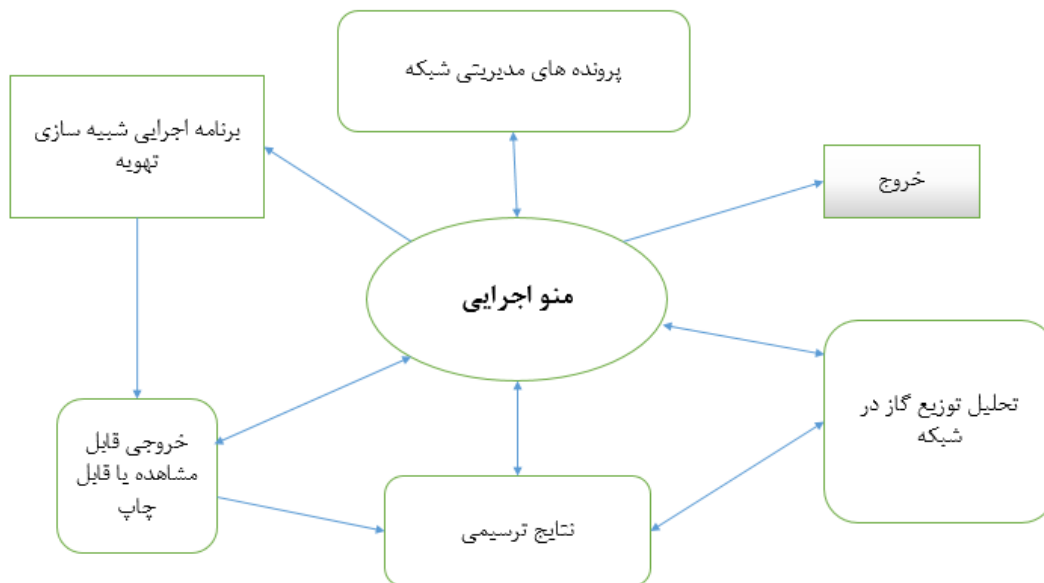 پرونده های مدیریتی شبکه
برنامه اجرایی شبیه سازی
تهویه
خروج
منو اجرایی
تحلیل توزیع گاز در
شبکه
خروجی قابل
مشاهده یا قابل
چاپ
نتایج ترسیمی